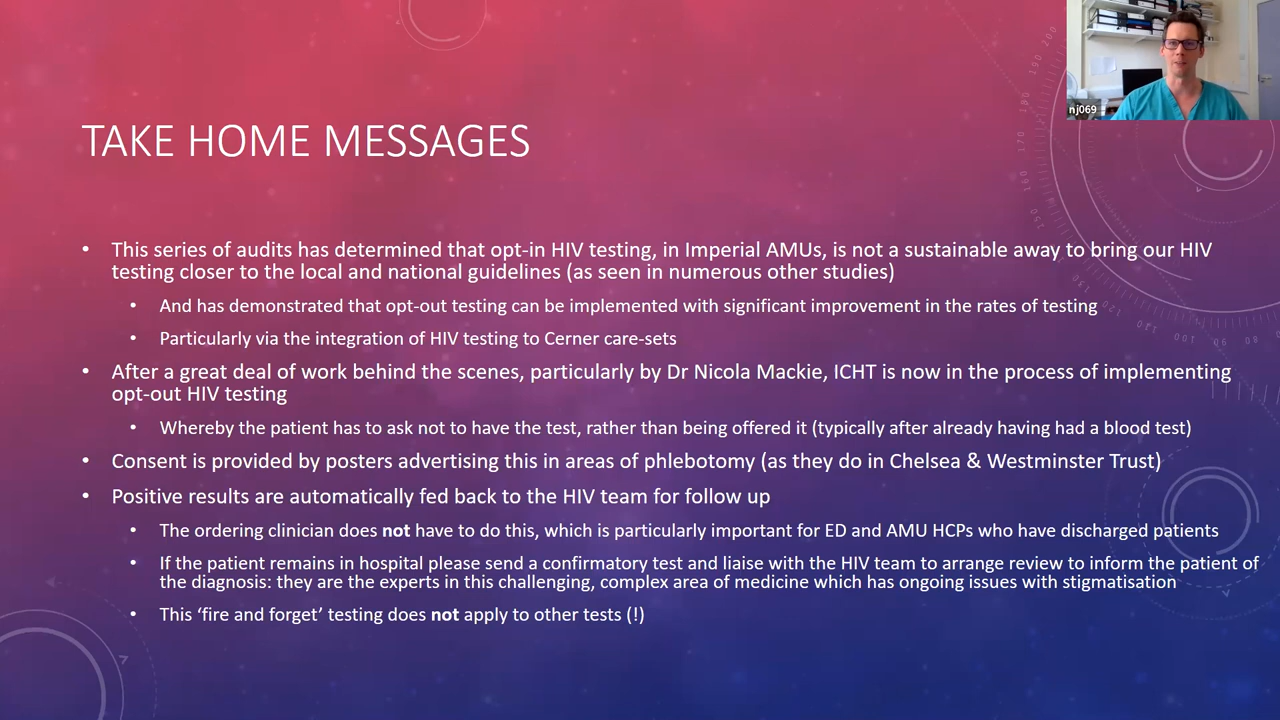 nj069
TAKE HOME MESSAGES
• This series of audits has determined that opt-in HIV testing, in Imperial AMUs, is not a sustainable away to bring our HIV
testing closer to the local and national guidelines (as seen in numerous other studies)
• And has demonstrated that opt-out testing can be implemented with significant improvement in the rates of testing
• Particularly via the integration of HIV testing to Cerner care-sets
• After a great deal of work behind the scenes, particularly by Dr Nicola Mackie, ICHT is now in the process of implementing
opt-out HIV testing
• Whereby the patient has to ask not to have the test, rather than being offered it (typically after already having had a blood test)
• Consent is provided by posters advertising this in areas of phlebotomy (as they do in Chelsea & Westminster Trust)
• Positive results are automatically fed back to the HIV team for follow up
• The ordering clinician does not have to do this, which is particularly important for ED and AMU HCPs who have discharged patients
• If the patient remains in hospital please send a confirmatory test and liaise with the HIV team to arrange review to inform the patient of
the diagnosis: they are the experts in this challenging, complex area of medicine which has ongoing issues with stigmatisation
• This ‘fire and forget’ testing does not apply to other tests (!)